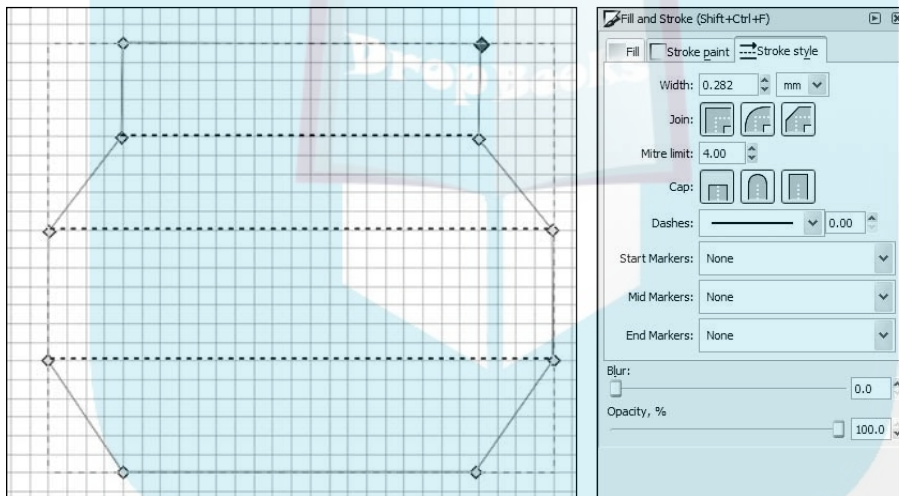 Drop Books
Fill and Stroke (Shift+Ctrl+F)
Fill
Stroke paint
Stroke style
Width: 0.282 mm
Join:
Mitre limit: 4.00
Cap:
Dashes: 0.00
Start Markers: None
Mid Markers: None
End Markers: None
Blur:
0.0
Opacity, %
100.0